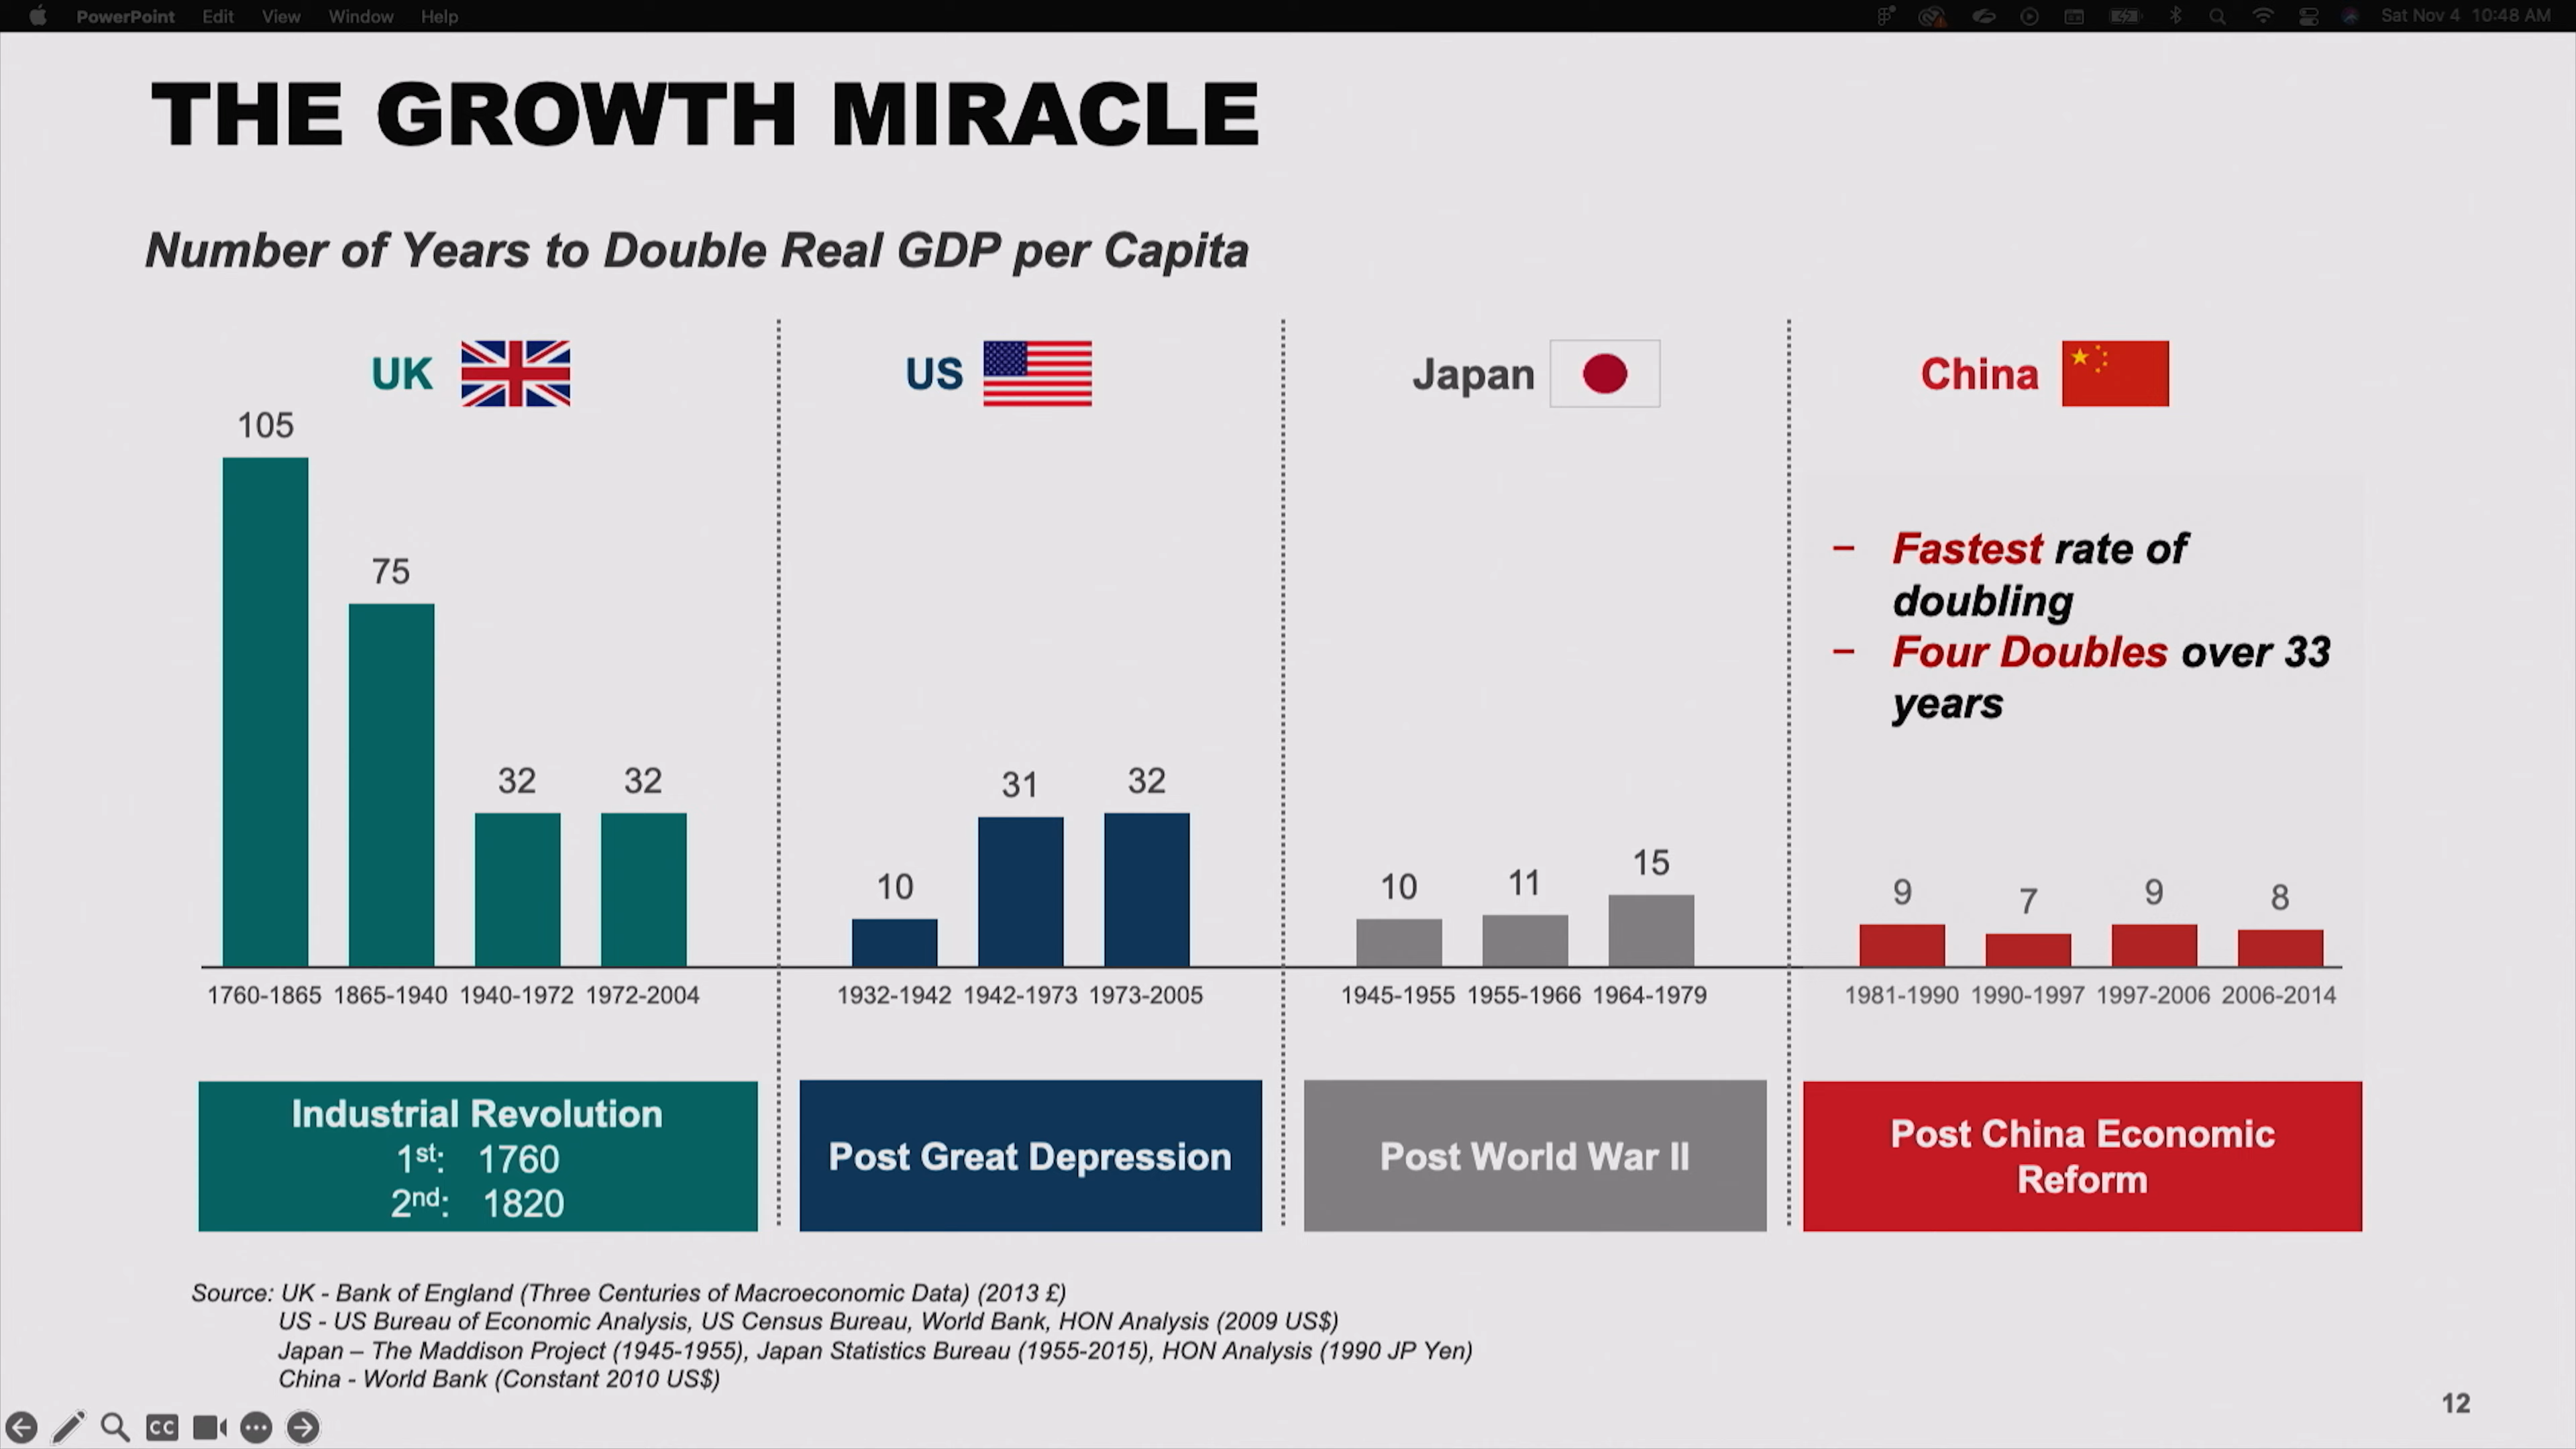 PowerPoint Edit View Window Help
Sat Nov 4 10:48 AM
THE GROWTH MIRACLE
Number of Years to Double Real GDP per Capita
UK
105
75
32
32
1760-1865 1865-1940 1940-1972 1972-2004
Industrial Revolution
1st: 1760
2nd: 1820
US
10
31
32
1932-1942 1942-1973 1973-2005
Post Great Depression
Japan
10
11
15
1945-1955 1955-1966 1964-1979
Post World War II
China
– Fastest rate of
doubling
– Four Doubles over 33
years
9
7
9
8
1981-1990 1990-1997 1997-2006 2006-2014
Post China Economic
Reform
Source: UK - Bank of England (Three Centuries of Macroeconomic Data) (2013 £)
US - US Bureau of Economic Analysis, US Census Bureau, World Bank, HON Analysis (2009 US$)
Japan – The Maddison Project (1945-1955), Japan Statistics Bureau (1955-2015), HON Analysis (1990 JP Yen)
China - World Bank (Constant 2010 US$)
12
CC